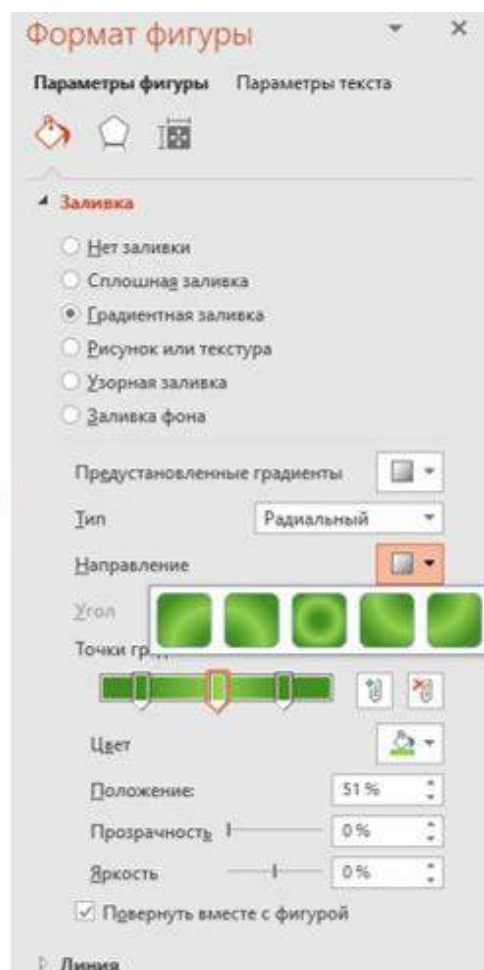 Формат фигуры
Параметры фигуры Параметры текста
Заливка
Нет заливки
Сплошная заливка
Градиентная заливка
Рисунок или текстура
Узорная заливка
Заливка фона
Предустановленные градиенты
Тип Радиальный
Направление
Угол
Точки гр
Цвет
Положение: 51 %
Прозрачность 0 %
Яркость 0 %
Повернуть вместе с фигурой
Линия